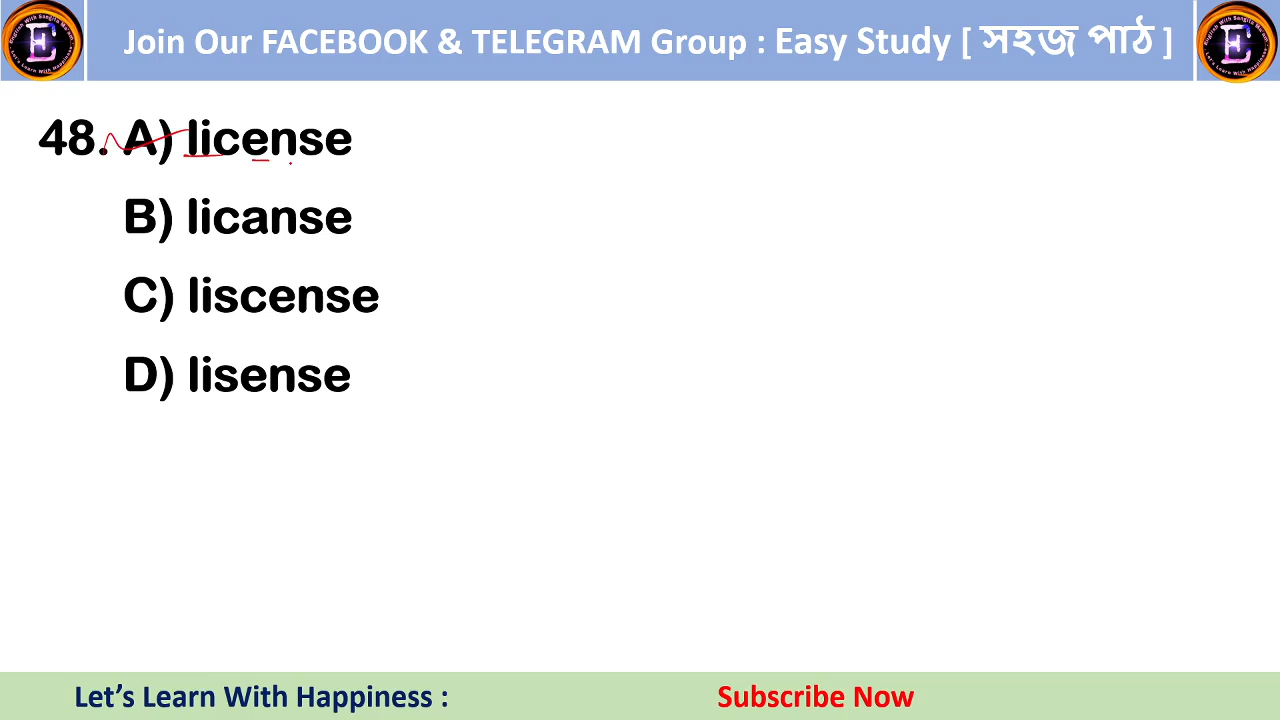 Join Our FACEBOOK & TELEGRAM Group : Easy Study [ সহজ পাঠ ]
E
E
48. A) license
B) licanse
C) liscense
D) lisense
Let's Learn With Happiness :
Subscribe Now